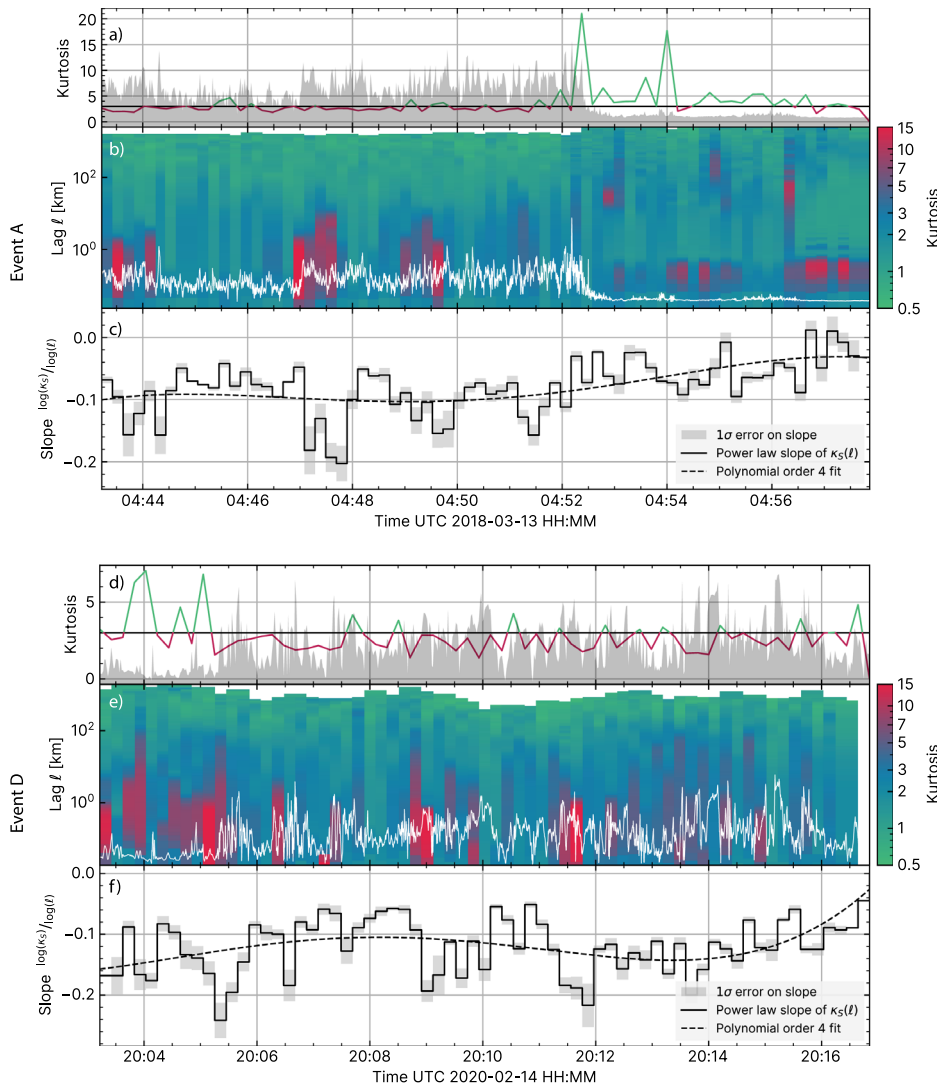 a)
Kurtosis
20
15
10
5
0
Event A
b)
Lag ℓ [km]
10²
10⁰
15
10
7
5
3
2
1
0.5
Kurtosis
c)
Slope log(κ_S)/log(ℓ)
0.0
−0.1
−0.2
1σ error on slope
Power law slope of κ_S(ℓ)
Polynomial order 4 fit
04:44 04:46 04:48 04:50 04:52 04:54 04:56
Time UTC 2018-03-13 HH:MM
d)
Kurtosis
5
0
Event D
e)
Lag ℓ [km]
10²
10⁰
15
10
7
5
3
2
1
0.5
Kurtosis
f)
Slope log(κ_S)/log(ℓ)
0.0
−0.1
−0.2
1σ error on slope
Power law slope of κ_S(ℓ)
Polynomial order 4 fit
20:04 20:06 20:08 20:10 20:12 20:14 20:16
Time UTC 2020-02-14 HH:MM